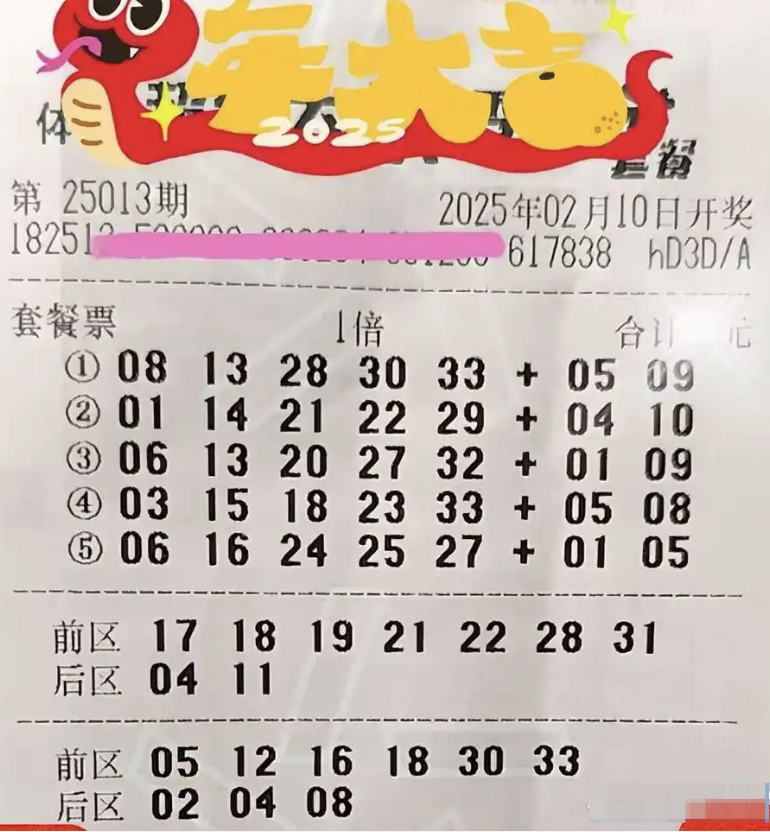 年大吉
2025
体
套餐
第 25013期 2025年02月10日开奖
182512 617838 hD3D/A
套餐票 1倍 合计 元
① 08 13 28 30 33 + 05 09
② 01 14 21 22 29 + 04 10
③ 06 13 20 27 32 + 01 09
④ 03 15 18 23 33 + 05 08
⑤ 06 16 24 25 27 + 01 05
前区 17 18 19 21 22 28 31
后区 04 11
前区 05 12 16 18 30 33
后区 02 04 08